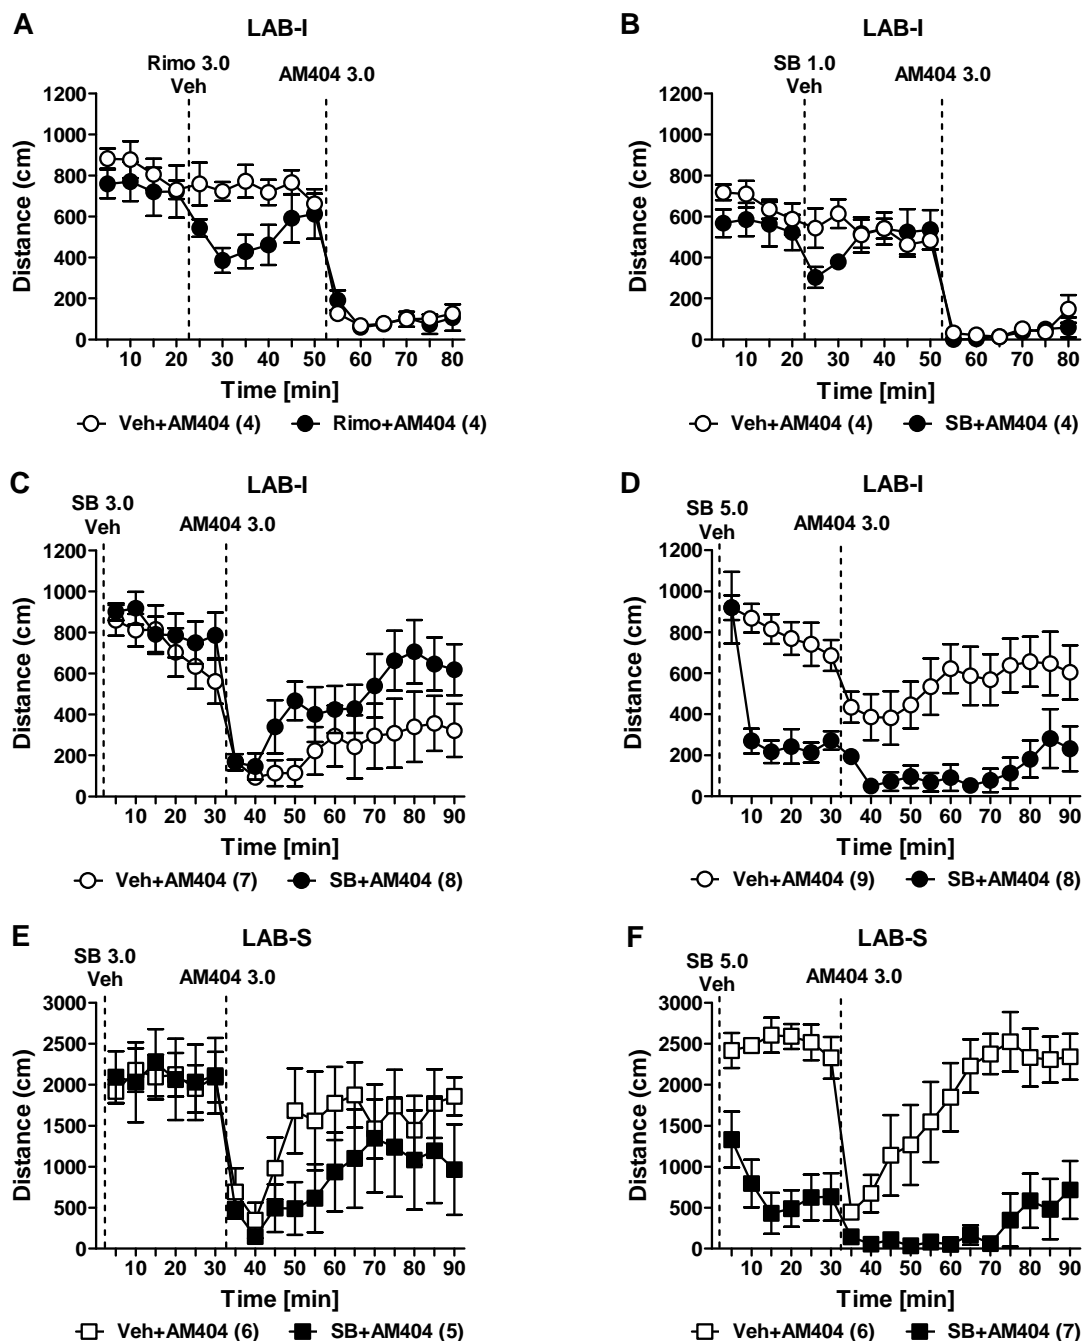 A
LAB-I
Rimo 3.0
Veh
AM404 3.0
1200
1000
800
600
400
200
0
Distance (cm)
10 20 30 40 50 60 70 80
Time [min]
Veh+AM404 (4) Rimo+AM404 (4)
B
LAB-I
SB 1.0
Veh
AM404 3.0
1200
1000
800
600
400
200
0
Distance (cm)
10 20 30 40 50 60 70 80
Time [min]
Veh+AM404 (4) SB+AM404 (4)
C
LAB-I
SB 3.0
Veh
AM404 3.0
1200
1000
800
600
400
200
0
Distance (cm)
10 20 30 40 50 60 70 80 90
Time [min]
Veh+AM404 (7) SB+AM404 (8)
D
LAB-I
SB 5.0
Veh
AM404 3.0
1200
1000
800
600
400
200
0
Distance (cm)
10 20 30 40 50 60 70 80 90
Time [min]
Veh+AM404 (9) SB+AM404 (8)
E
LAB-S
SB 3.0
Veh
AM404 3.0
3000
2500
2000
1500
1000
500
0
Distance (cm)
10 20 30 40 50 60 70 80 90
Time [min]
Veh+AM404 (6) SB+AM404 (5)
F
LAB-S
SB 5.0
Veh
AM404 3.0
3000
2500
2000
1500
1000
500
0
Distance (cm)
10 20 30 40 50 60 70 80 90
Time [min]
Veh+AM404 (6) SB+AM404 (7)